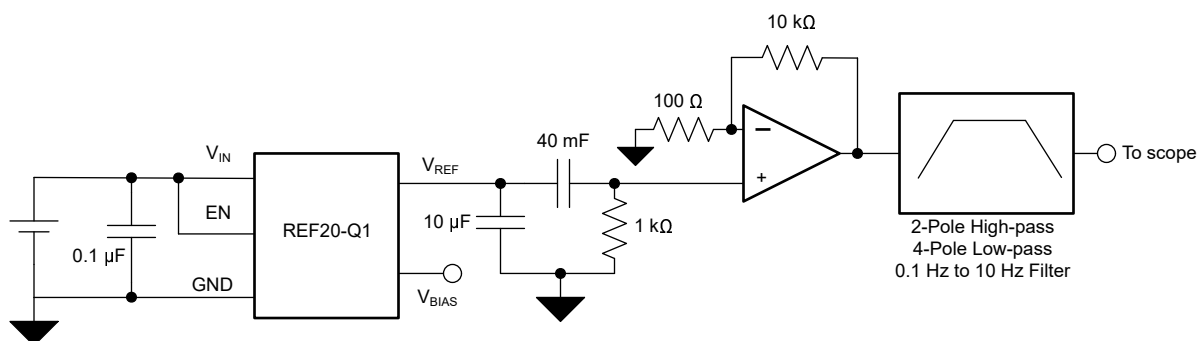 10 kΩ
100 Ω
40 mF
V_IN
V_REF
To scope
EN
REF20-Q1
10 µF
1 kΩ
0.1 µF
2-Pole High-pass
4-Pole Low-pass
0.1 Hz to 10 Hz Filter
GND
V_BIAS
−
+